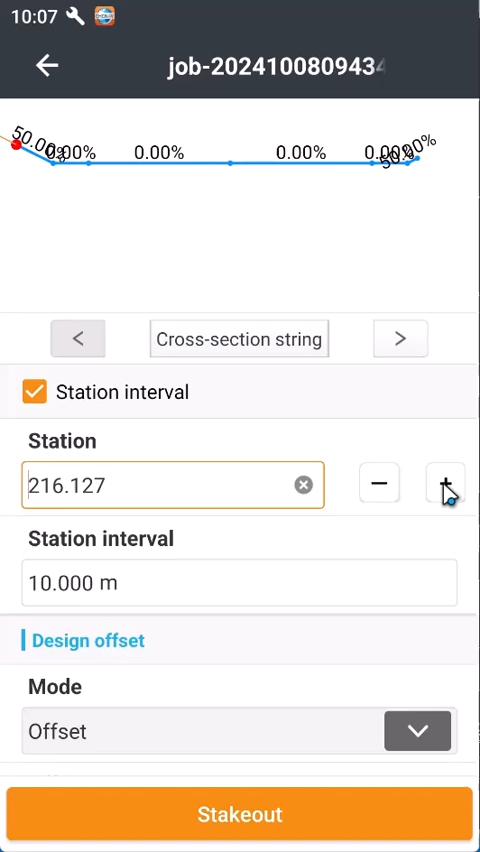 10:07
job-2024100809434
50.00%
0.00%
0.00%
0.00%
0.00%
50.00%
<
Cross-section string
>
Station interval
Station
216.127
Station interval
10.000 m
Design offset
Mode
Offset
Stakeout